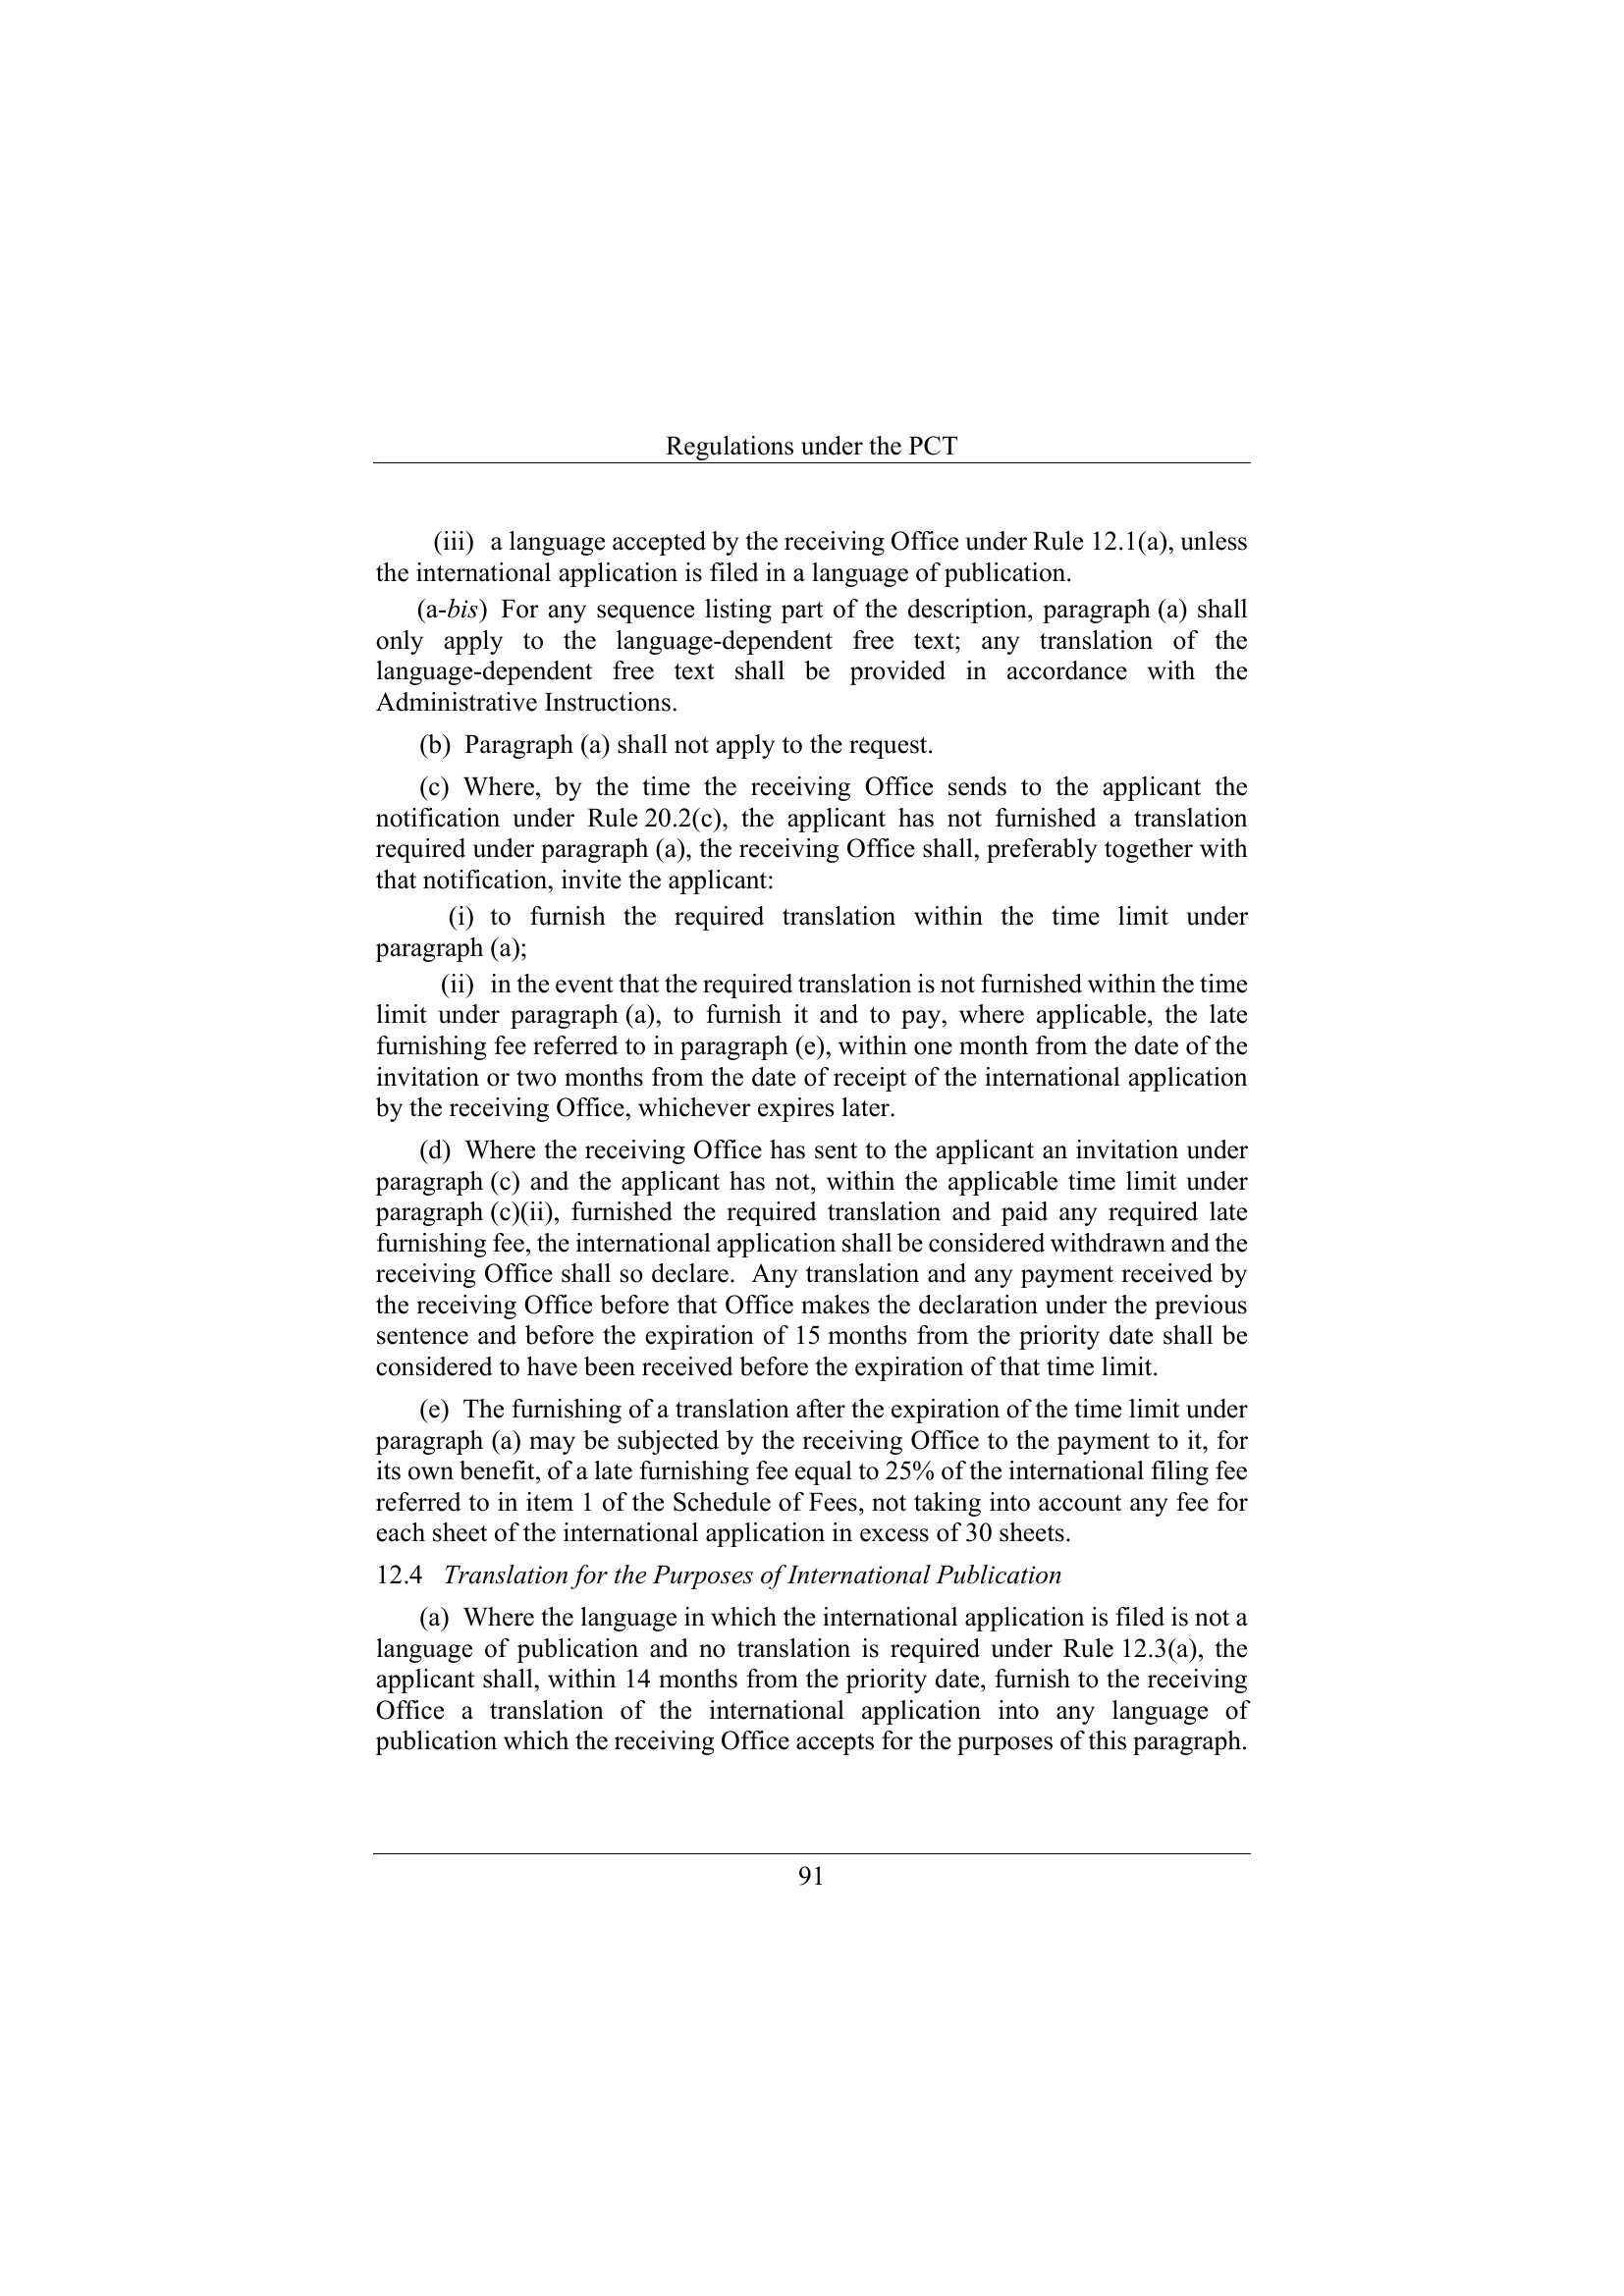 Regulations under the PCT
(iii) a language accepted by the receiving Office under Rule 12.1(a), unless
the international application is filed in a language of publication.
(a-bis) For any sequence listing part of the description, paragraph (a) shall
only apply to the language-dependent free text; any translation of the
language-dependent free text shall be provided in accordance with the
Administrative Instructions.
(b) Paragraph (a) shall not apply to the request.
(c) Where, by the time the receiving Office sends to the applicant the
notification under Rule 20.2(c), the applicant has not furnished a translation
required under paragraph (a), the receiving Office shall, preferably together with
that notification, invite the applicant:
(i) to furnish the required translation within the time limit under
paragraph (a);
(ii) in the event that the required translation is not furnished within the time
limit under paragraph (a), to furnish it and to pay, where applicable, the late
furnishing fee referred to in paragraph (e), within one month from the date of the
invitation or two months from the date of receipt of the international application
by the receiving Office, whichever expires later.
(d) Where the receiving Office has sent to the applicant an invitation under
paragraph (c) and the applicant has not, within the applicable time limit under
paragraph (c)(ii), furnished the required translation and paid any required late
furnishing fee, the international application shall be considered withdrawn and the
receiving Office shall so declare. Any translation and any payment received by
the receiving Office before that Office makes the declaration under the previous
sentence and before the expiration of 15 months from the priority date shall be
considered to have been received before the expiration of that time limit.
(e) The furnishing of a translation after the expiration of the time limit under
paragraph (a) may be subjected by the receiving Office to the payment to it, for
its own benefit, of a late furnishing fee equal to 25% of the international filing fee
referred to in item 1 of the Schedule of Fees, not taking into account any fee for
each sheet of the international application in excess of 30 sheets.
12.4 Translation for the Purposes of International Publication
(a) Where the language in which the international application is filed is not a
language of publication and no translation is required under Rule 12.3(a), the
applicant shall, within 14 months from the priority date, furnish to the receiving
Office a translation of the international application into any language of
publication which the receiving Office accepts for the purposes of this paragraph.
91